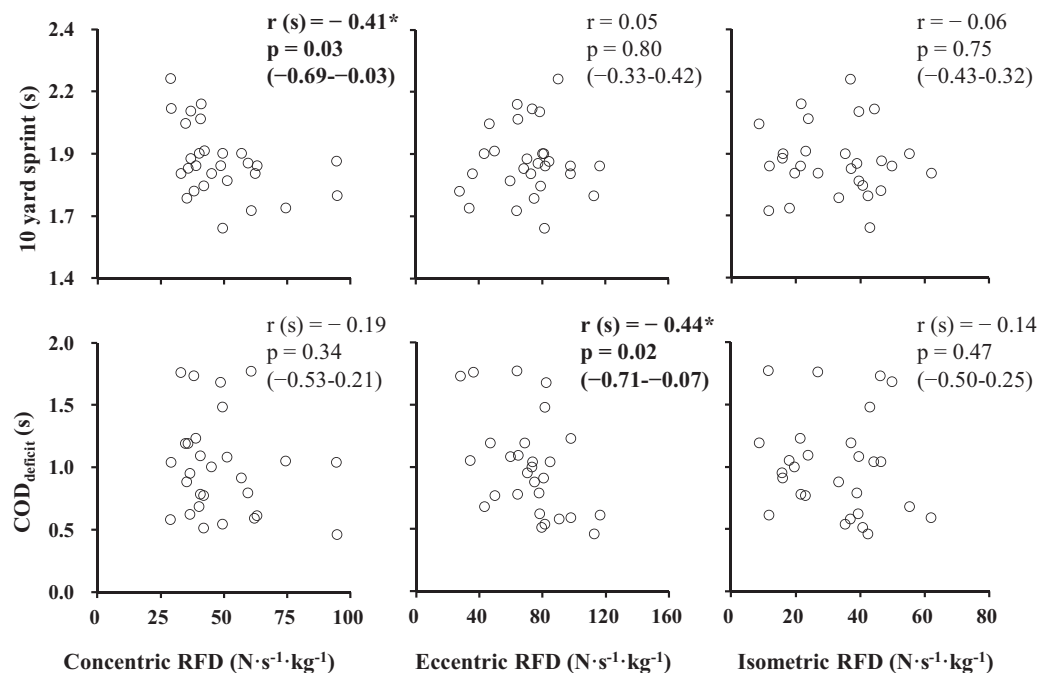 r (s) = − 0.41*
p = 0.03
(−0.69-−0.03)
r = 0.05
p = 0.80
(−0.33-0.42)
r = − 0.06
p = 0.75
(−0.43-0.32)
10 yard sprint (s)
2.4
2.2
1.9
1.7
1.4
r (s) = − 0.19
p = 0.34
(−0.53-0.21)
r (s) = − 0.44*
p = 0.02
(−0.71-−0.07)
r (s) = − 0.14
p = 0.47
(−0.50-0.25)
CODdeficit (s)
2.0
1.5
1.0
0.5
0.0
0 25 50 75 100
0 40 80 120 160
0 20 40 60 80
Concentric RFD (N·s-1·kg-1)
Eccentric RFD (N·s-1·kg-1)
Isometric RFD (N·s-1·kg-1)